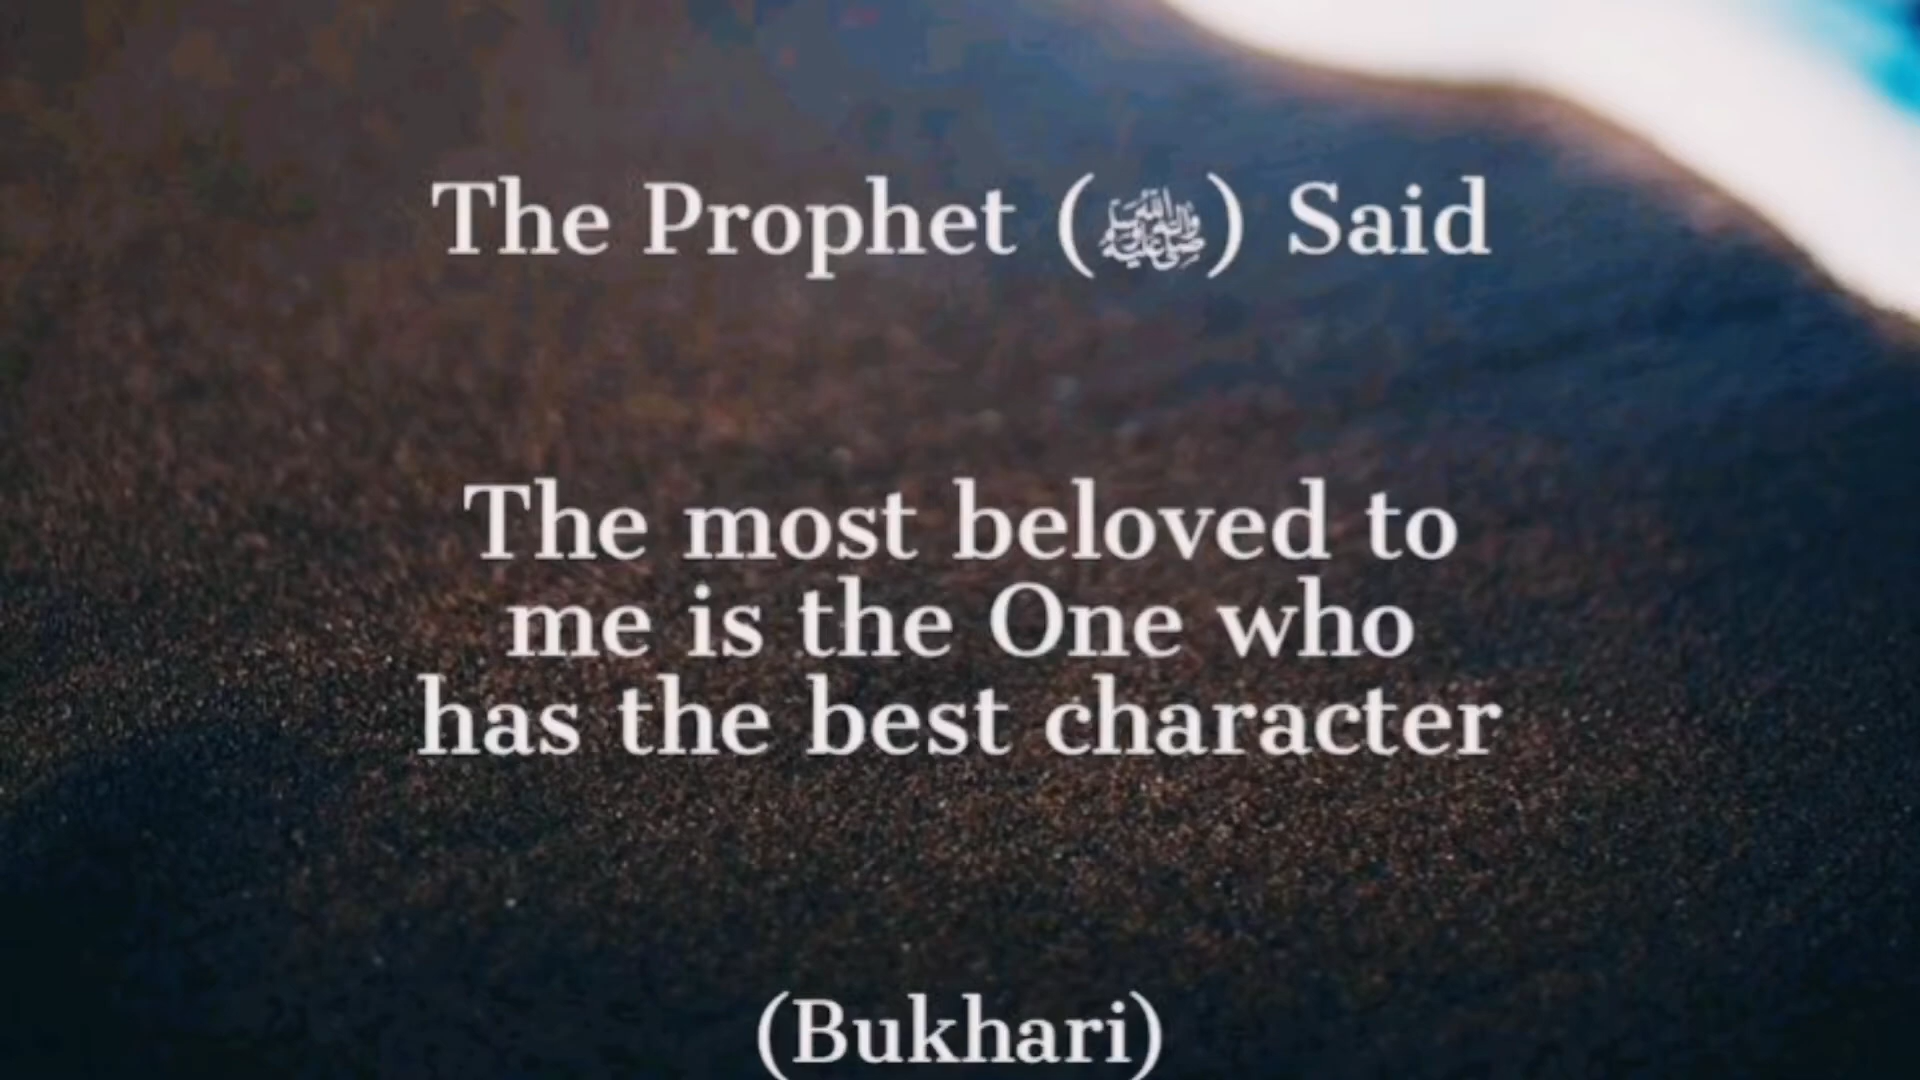 The Prophet (ﷺ) Said
The most beloved to
me is the One who
has the best character
(Bukhari)